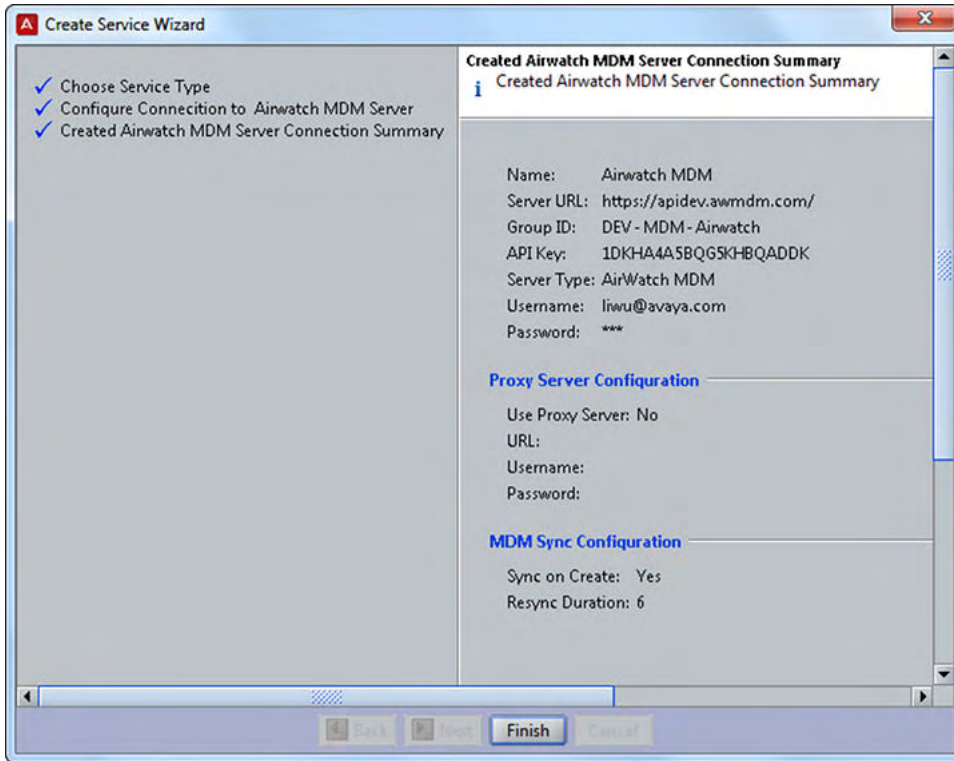 A Create Service Wizard
✓ Choose Service Type
✓ Configure Connection to Airwatch MDM Server
✓ Created Airwatch MDM Server Connection Summary
Created Airwatch MDM Server Connection Summary
i Created Airwatch MDM Server Connection Summary
Name: Airwatch MDM
Server URL: https://apidev.awmdm.com/
Group ID: DEV - MDM - Airwatch
API Key: 1DKHA4A5BQG5KHBQADDK
Server Type: AirWatch MDM
Username: liwu@avaya.com
Password: ***
Proxy Server Configuration
Use Proxy Server: No
URL:
Username:
Password:
MDM Sync Configuration
Sync on Create: Yes
Resync Duration: 6
Back Next Finish Cancel